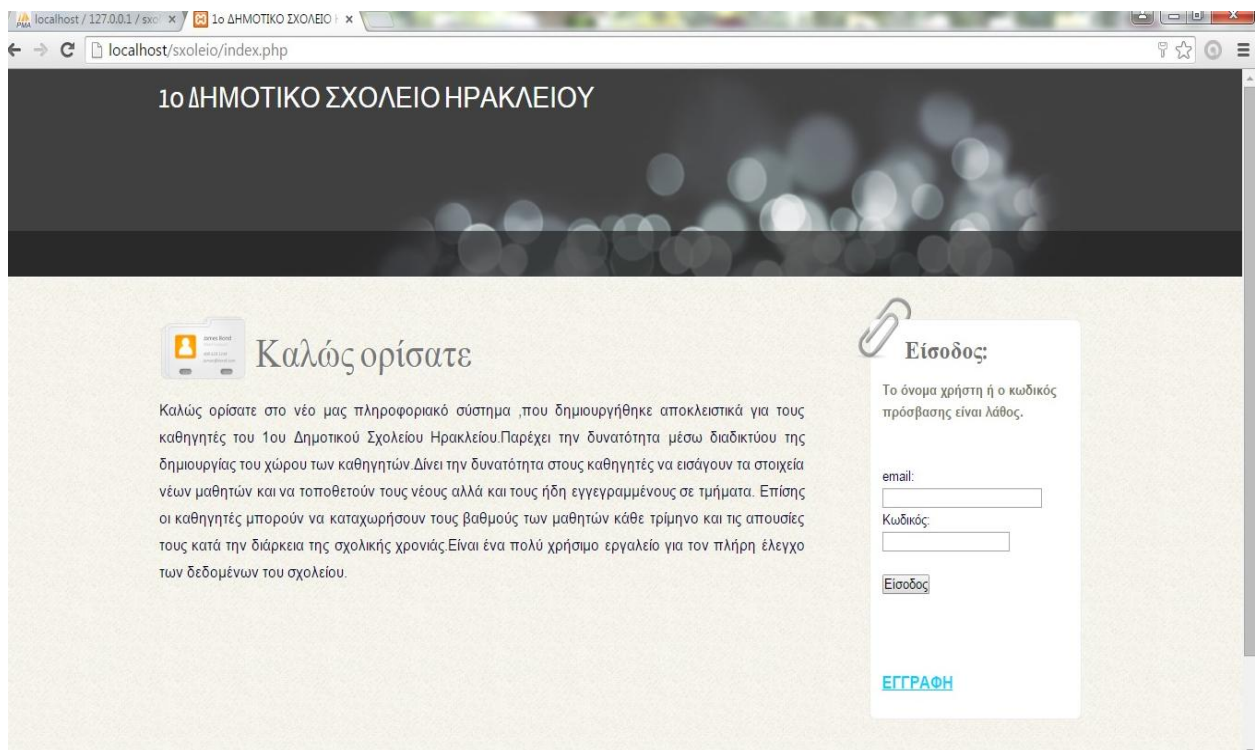 localhost / 127.0.0.1 / sxo
1ο ΔΗΜΟΤΙΚΟ ΣΧΟΛΕΙΟ
localhost/sxoleio/index.php
1ο ΔΗΜΟΤΙΚΟ ΣΧΟΛΕΙΟ ΗΡΑΚΛΕΙΟΥ
James Bond
Καλώς ορίσατε
Καλώς ορίσατε στο νέο μας πληροφοριακό σύστημα ,που δημιουργήθηκε αποκλειστικά για τους
καθηγητές του 1ου Δημοτικού Σχολείου Ηρακλείου.Παρέχει την δυνατότητα μέσω διαδικτύου της
δημιουργίας του χώρου των καθηγητών.Δίνει την δυνατότητα στους καθηγητές να εισάγουν τα στοιχεία
νέων μαθητών και να τοποθετούν τους νέους αλλά και τους ήδη εγγεγραμμένους σε τμήματα. Επίσης
οι καθηγητές μπορούν να καταχωρήσουν τους βαθμούς των μαθητών κάθε τρίμηνο και τις απουσίες
τους κατά την διάρκεια της σχολικής χρονιάς.Είναι ένα πολύ χρήσιμο εργαλείο για τον πλήρη έλεγχο
των δεδομένων του σχολείου.
Είσοδος:
Το όνομα χρήστη ή ο κωδικός
πρόσβασης είναι λάθος.
email:
Κωδικός:
Είσοδος
ΕΓΓΡΑΦΗ